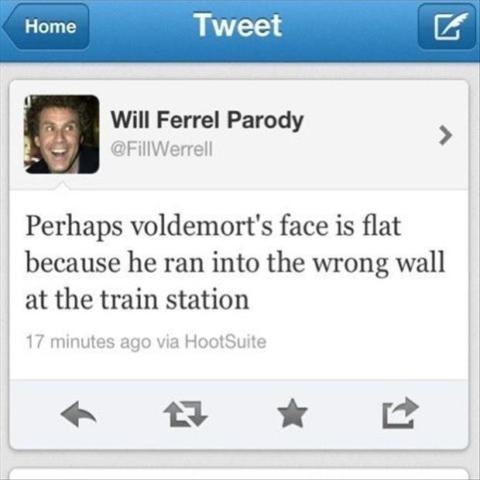 Home
Tweet
Will Ferrel Parody
@FillWerrell
Perhaps voldemort's face is flat
because he ran into the wrong wall
at the train station
17 minutes ago via HootSuite